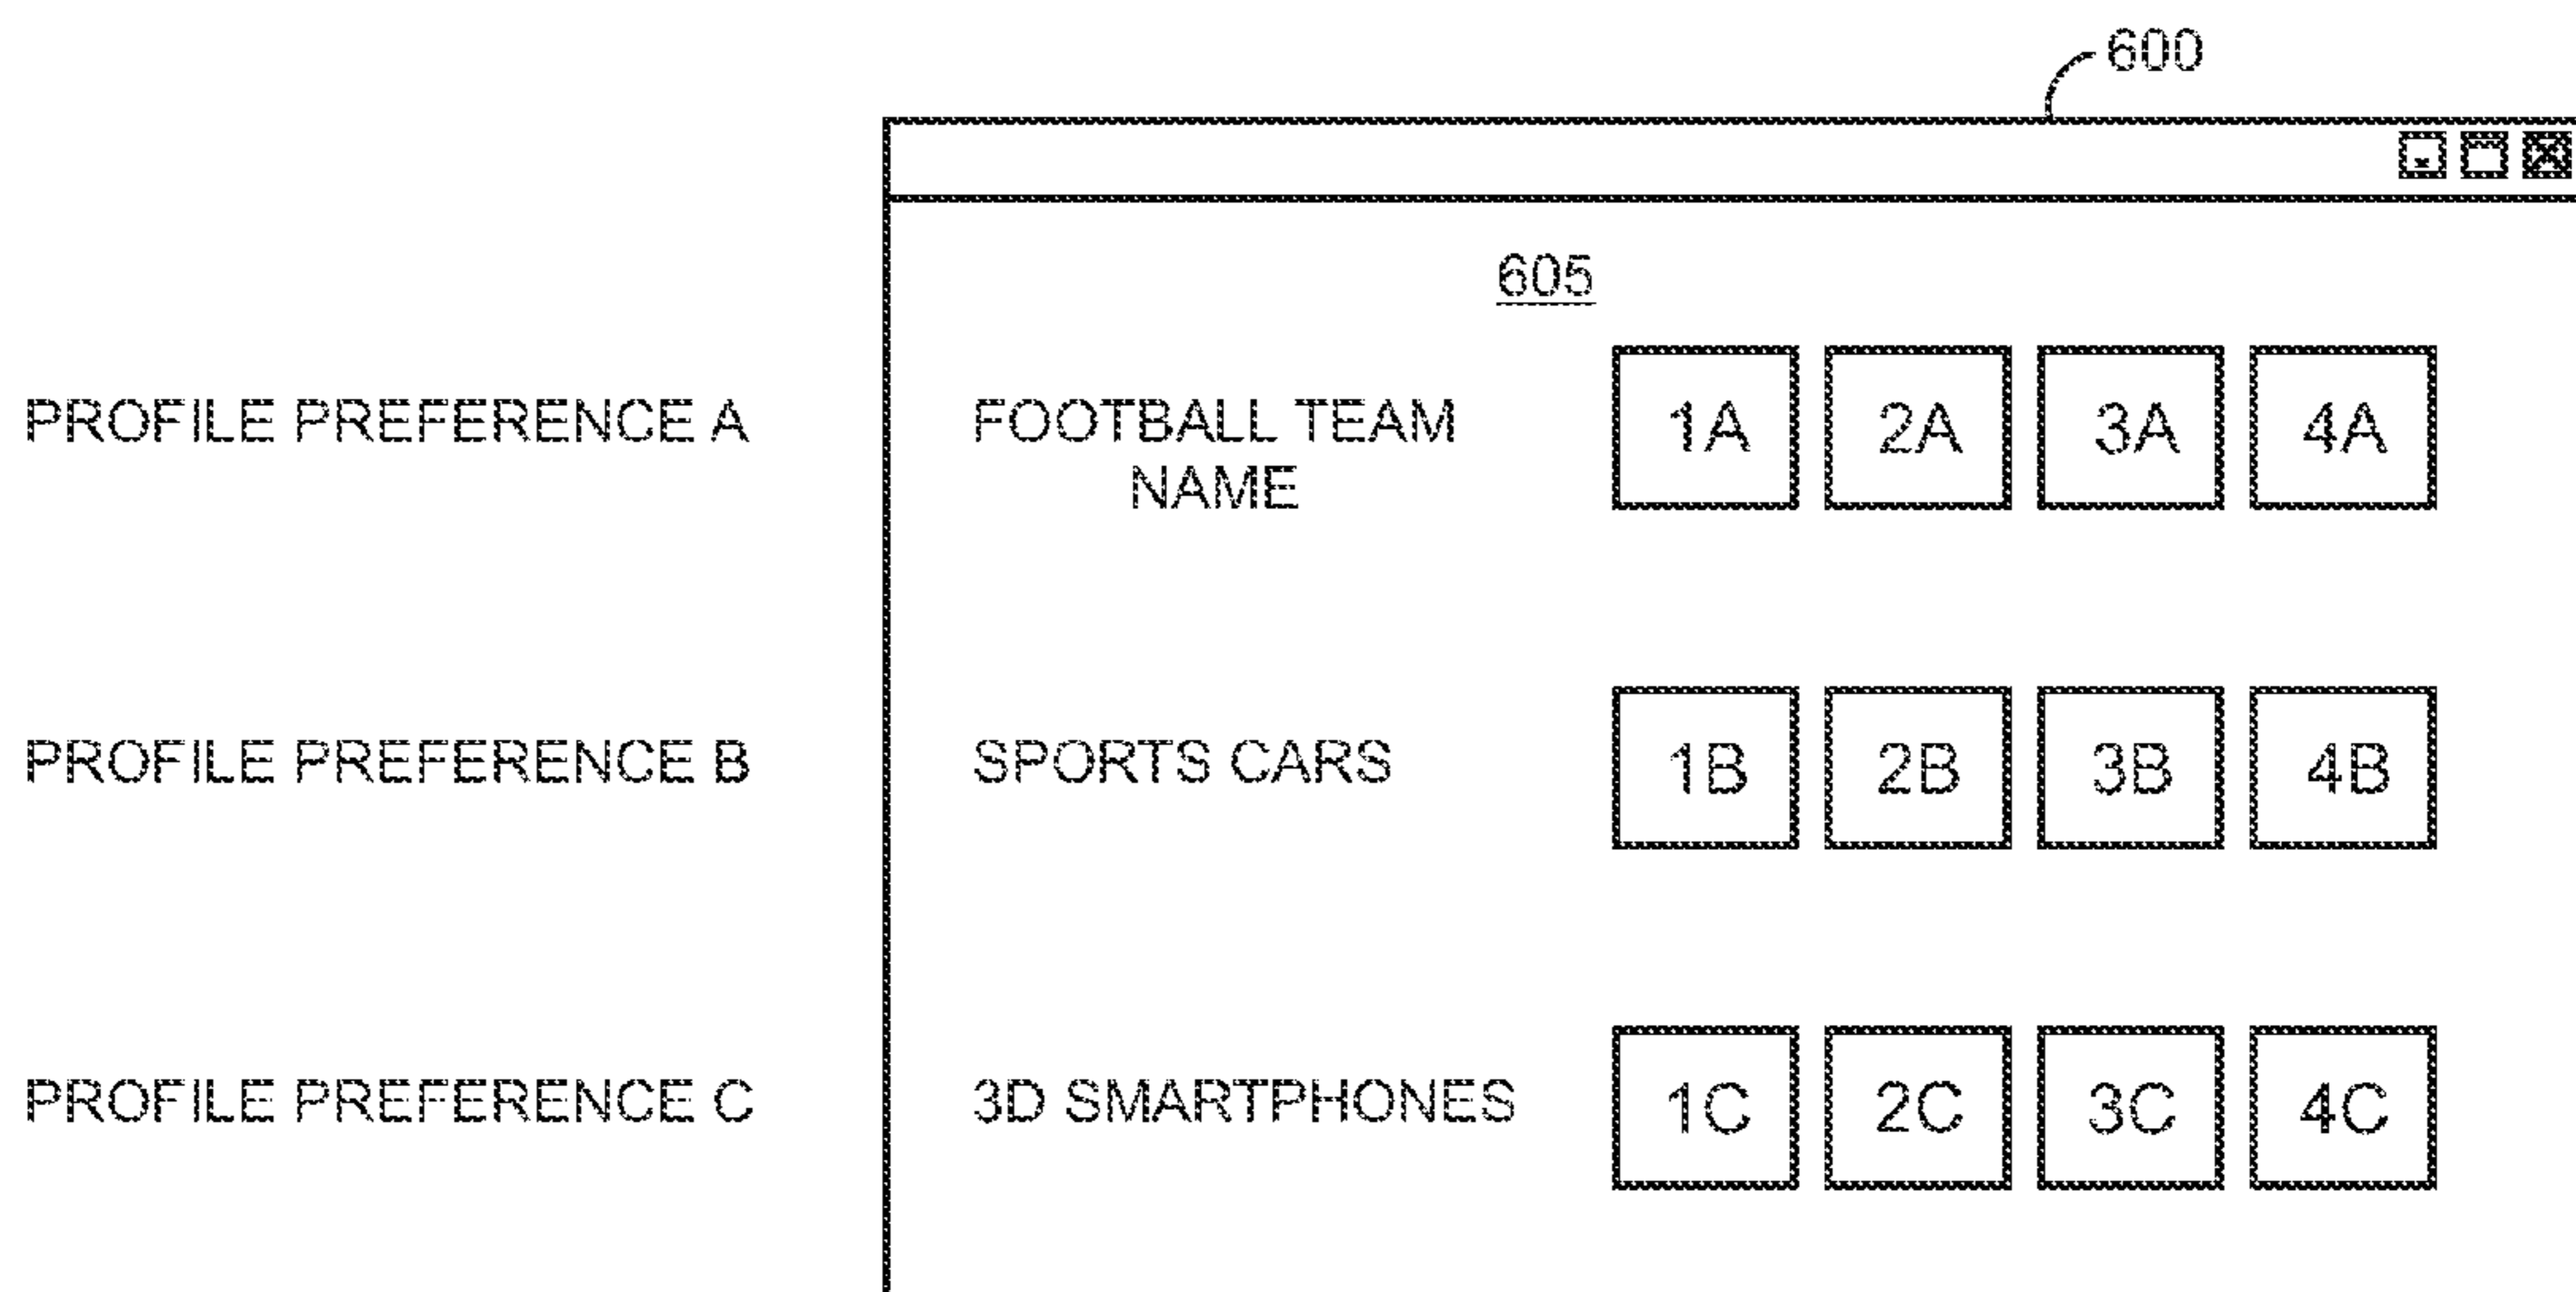 600
605
PROFILE PREFERENCE A FOOTBALL TEAM NAME 1A 2A 3A 4A
PROFILE PREFERENCE B SPORTS CARS 1B 2B 3B 4B
PROFILE PREFERENCE C 3D SMARTPHONES 1C 2C 3C 4C